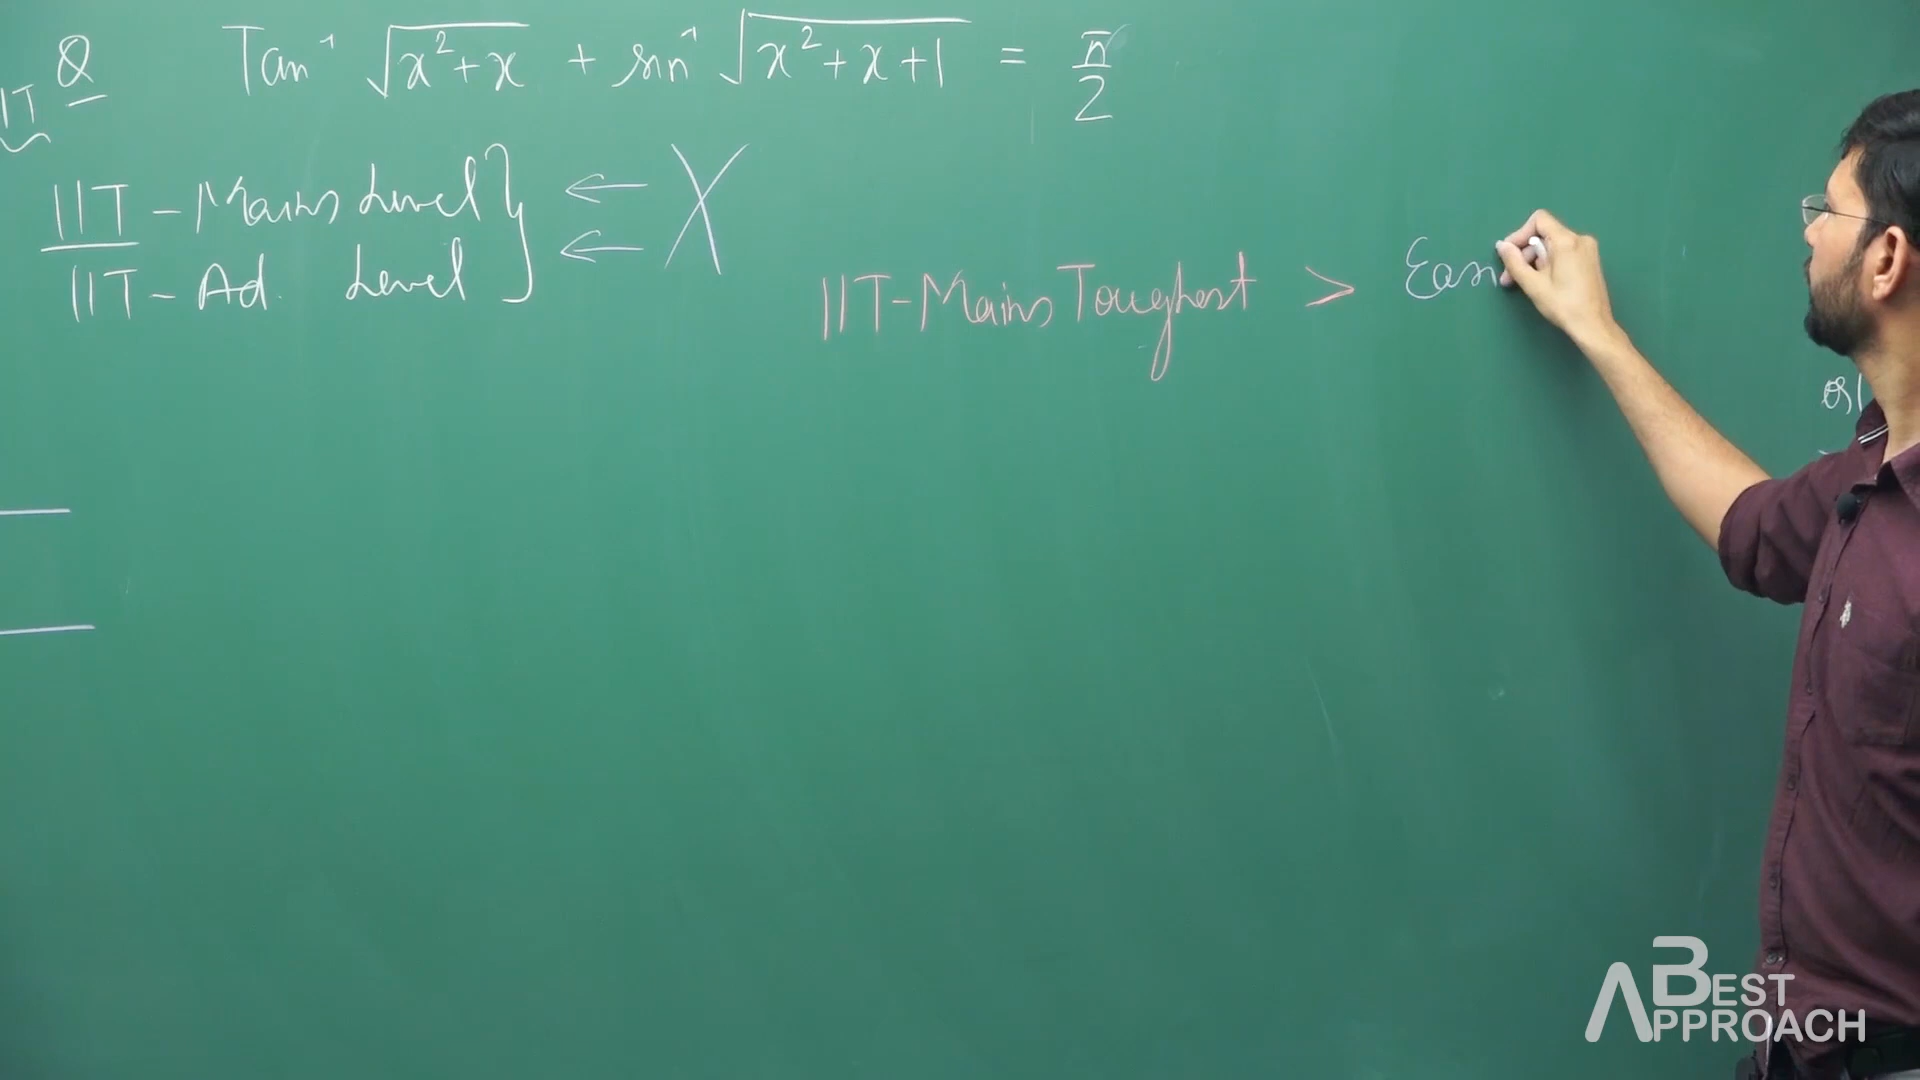 Q Tan⁻¹ √(x²+x) + sin⁻¹ √(x²+x+1) = π/2
IIT
IIT - Mains Level } ← X
IIT - Ad. Level } ←
IIT-Mains Toughest > Easi
BEST
APPROACH